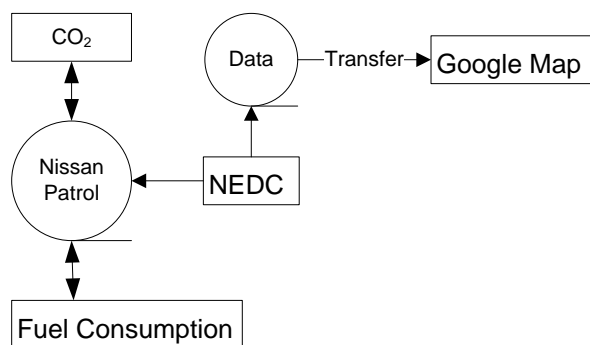 CO₂
Data
Transfer
Google Map
Nissan
Patrol
NEDC
Fuel Consumption